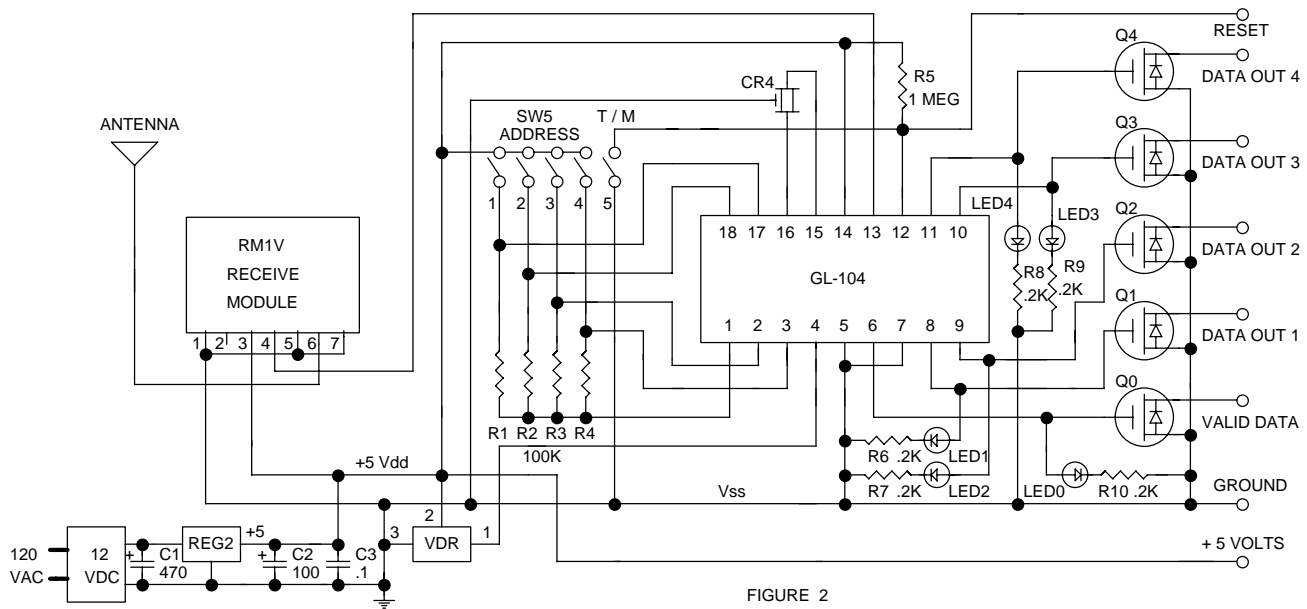 RESET
Q4
DATA OUT 4
CR4
R5
1 MEG
ANTENNA
SW5
ADDRESS
T / M
Q3
DATA OUT 3
1 2 3 4 5
LED4
LED3
18 17 16 15 14 13 12 11 10
Q2
DATA OUT 2
RM1V
RECEIVE
MODULE
GL-104
R8
.2K
R9
.2K
1 2 3 4 5 6 7
1 2 3 4 5 6 7 8 9
Q1
DATA OUT 1
Q0
VALID DATA
R1 R2 R3 R4
100K
R6 .2K
LED1
+5 Vdd
R7 .2K
LED2
LED0
R10 .2K
Vss
GROUND
2
3
VDR
1
120
VAC
12
VDC
+
C1
470
REG2
+5
+
C2
100
C3
.1
+ 5 VOLTS
FIGURE 2